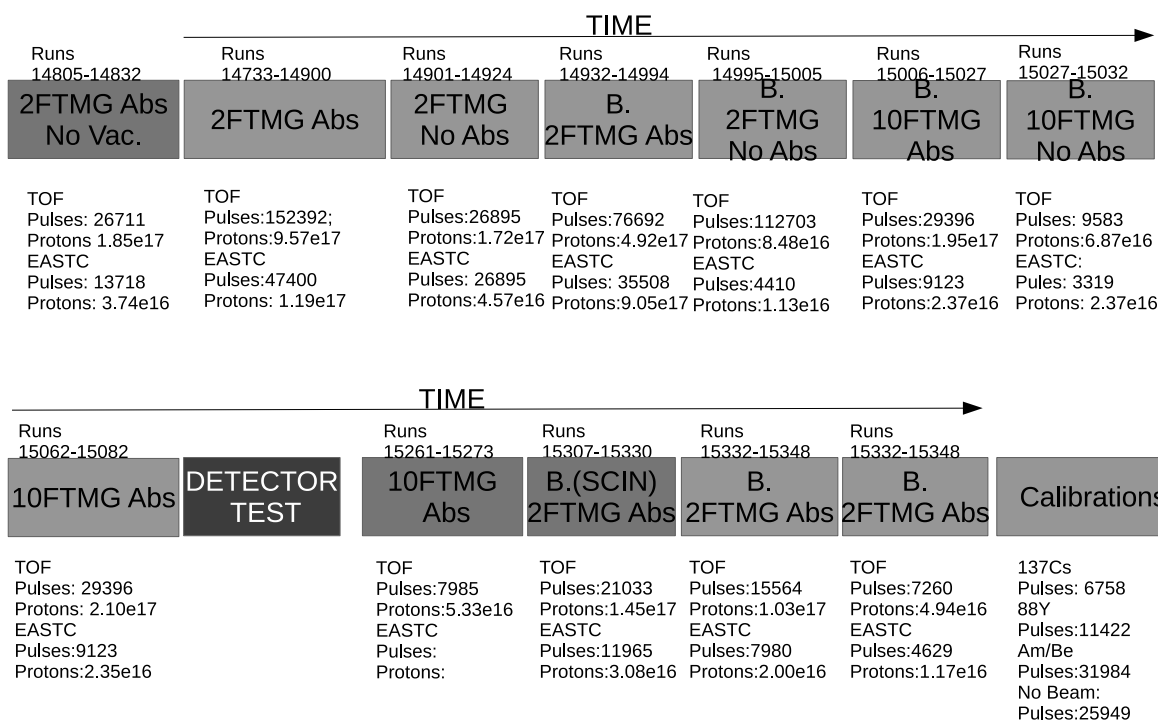 TIME
Runs
14805-14832
2FTMG Abs
No Vac.
TOF
Pulses: 26711
Protons 1.85e17
EASTC
Pulses: 13718
Protons: 3.74e16
Runs
14733-14900
2FTMG Abs
TOF
Pulses:152392;
Protons:9.57e17
EASTC
Pulses:47400
Protons: 1.19e17
Runs
14901-14924
2FTMG
No Abs
TOF
Pulses:26895
Protons:1.72e17
EASTC
Pulses: 26895
Protons:4.57e16
Runs
14932-14994
B.
2FTMG Abs
TOF
Pulses:76692
Protons:4.92e17
EASTC
Pulses: 35508
Protons:9.05e17
Runs
14995-15005
B.
2FTMG
No Abs
TOF
Pulses:112703
Protons:8.48e16
EASTC
Pulses:4410
Protons:1.13e16
Runs
15006-15027
B.
10FTMG
Abs
TOF
Pulses:29396
Protons:1.95e17
EASTC
Pulses:9123
Protons:2.37e16
Runs
15027-15032
B.
10FTMG
No Abs
TOF
Pulses: 9583
Protons:6.87e16
EASTC:
Pules: 3319
Protons: 2.37e16
TIME
Runs
15062-15082
10FTMG Abs
TOF
Pulses: 29396
Protons: 2.10e17
EASTC
Pulses:9123
Protons:2.35e16
DETECTOR
TEST
Runs
15261-15273
10FTMG
Abs
TOF
Pulses:7985
Protons:5.33e16
EASTC
Pulses:
Protons:
Runs
15307-15330
B.(SCIN)
2FTMG Abs
TOF
Pulses:21033
Protons:1.45e17
EASTC
Pulses:11965
Protons:3.08e16
Runs
15332-15348
B.
2FTMG Abs
TOF
Pulses:15564
Protons:1.03e17
EASTC
Pulses:7980
Protons:2.00e16
Runs
15332-15348
B.
2FTMG Abs
TOF
Pulses:7260
Protons:4.94e16
EASTC
Pulses:4629
Protons:1.17e16
Calibrations
137Cs
Pulses: 6758
88Y
Pulses:11422
Am/Be
Pulses:31984
No Beam:
Pulses:25949